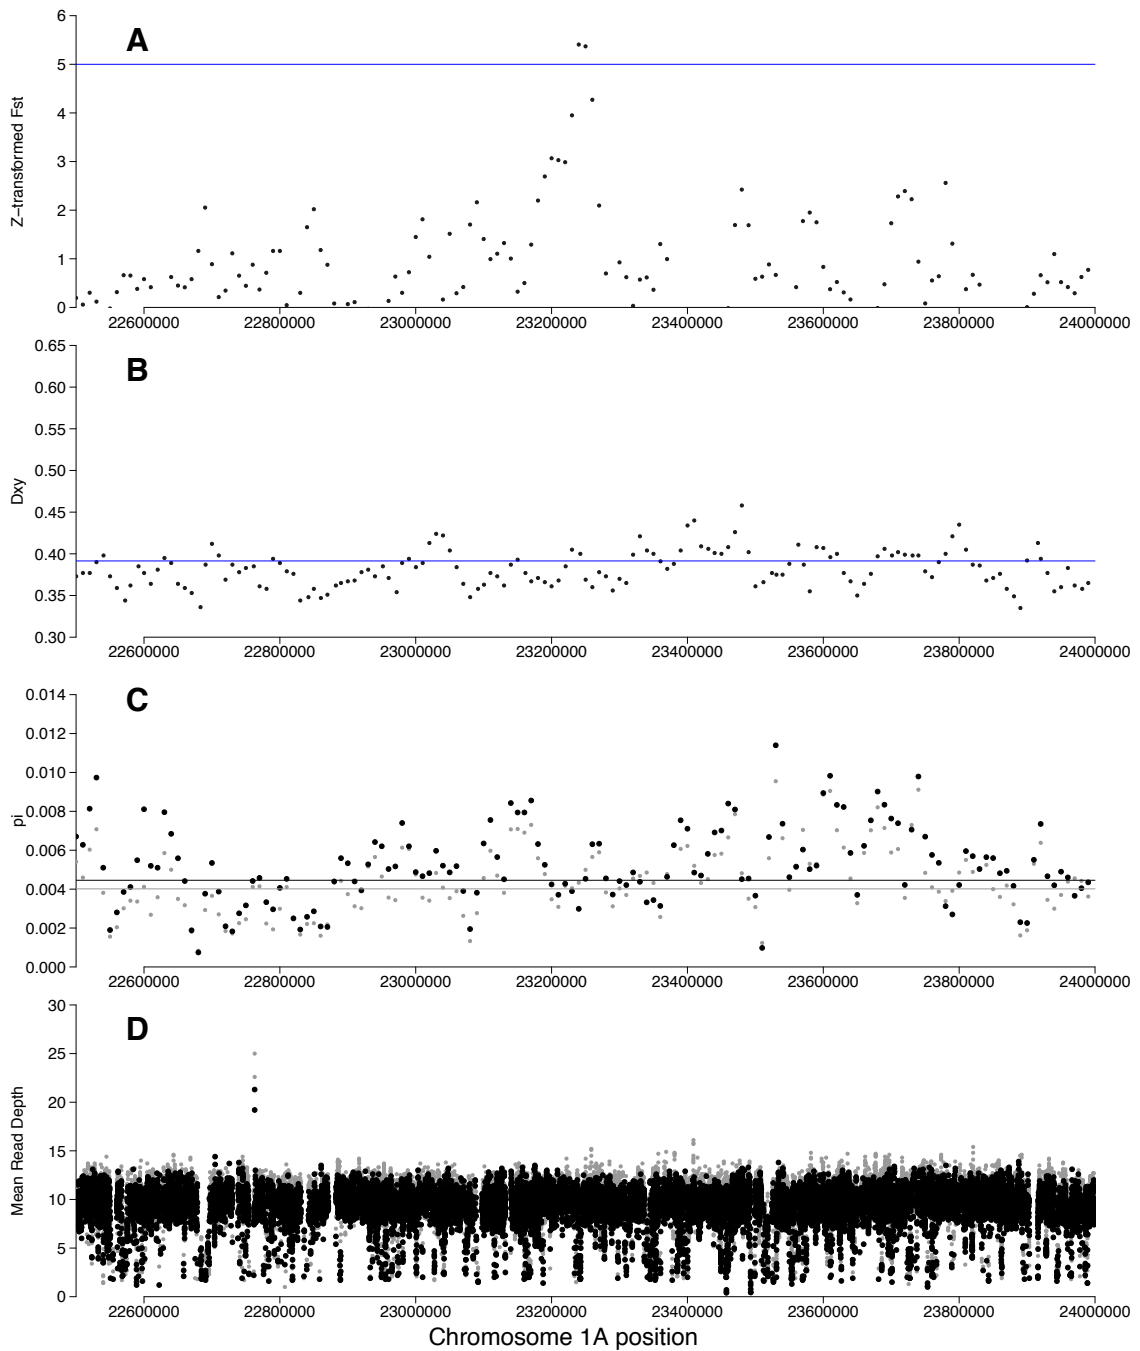 A
Z−transformed Fst
6
5
4
3
2
1
0
22600000 22800000 23000000 23200000 23400000 23600000 23800000 24000000
B
Dxy
0.65
0.60
0.55
0.50
0.45
0.40
0.35
0.30
22600000 22800000 23000000 23200000 23400000 23600000 23800000 24000000
C
pi
0.014
0.012
0.010
0.008
0.006
0.004
0.002
0.000
22600000 22800000 23000000 23200000 23400000 23600000 23800000 24000000
D
Mean Read Depth
30
25
20
15
10
5
0
22600000 22800000 23000000 23200000 23400000 23600000 23800000 24000000
Chromosome 1A position